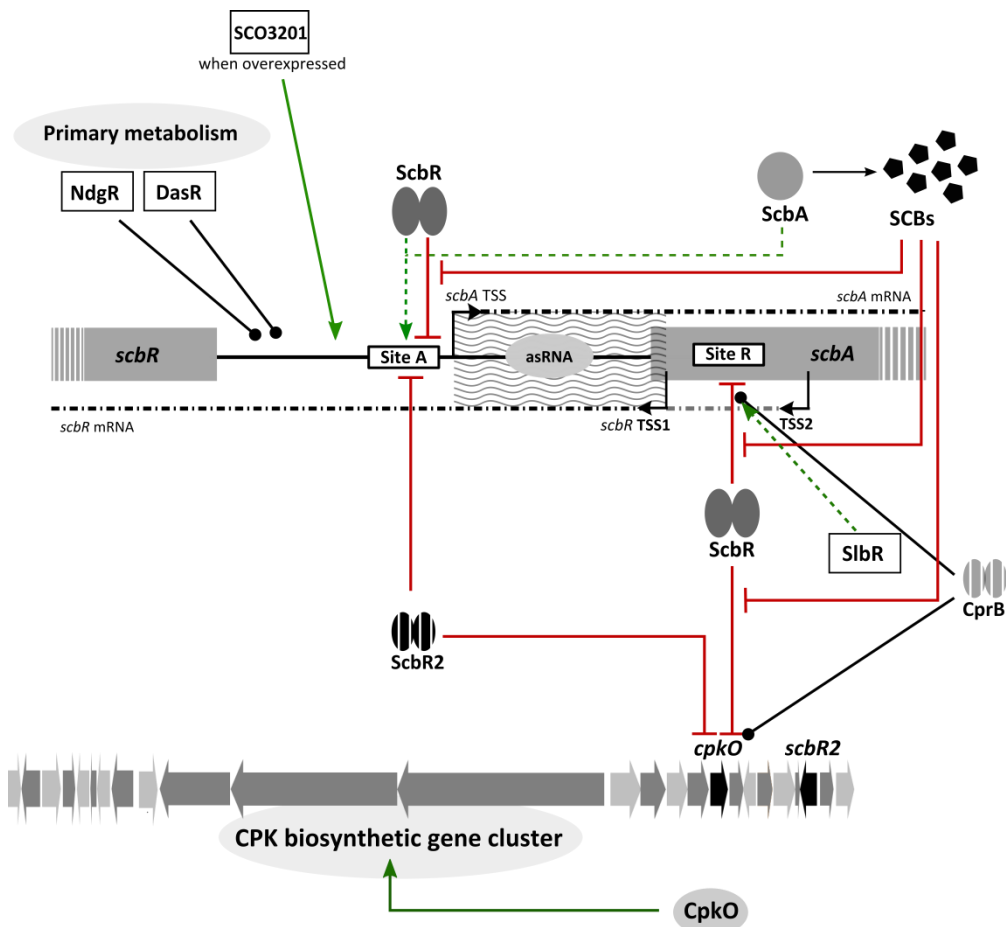 SCO3201
when overexpressed
Primary metabolism
NdgR
DasR
ScbR
ScbA
SCBs
scbA TSS
scbA mRNA
scbR
Site A
asRNA
Site R
scbA
scbR mRNA
scbR TSS1
TSS2
ScbR
SlbR
CprB
ScbR2
cpkO
scbR2
CPK biosynthetic gene cluster
CpkO